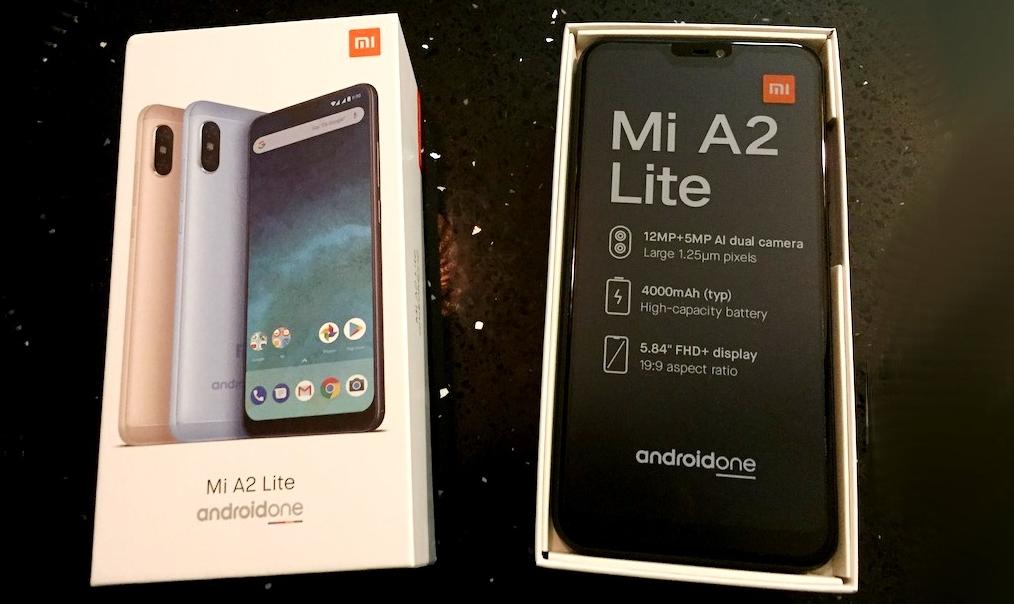 mi
Mi A2 Lite
androidone
mi
Mi A2
Lite
12MP+5MP AI dual camera
Large 1.25µm pixels
4000mAh (typ)
High-capacity battery
5.84" FHD+ display
19:9 aspect ratio
androidone